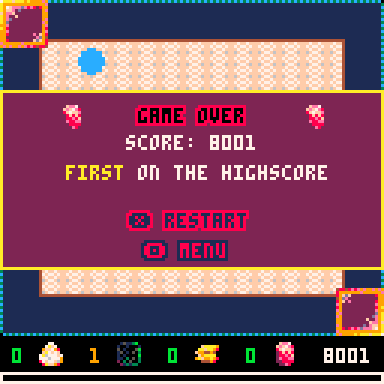 GAME OVER
SCORE: 8001
FIRST ON THE HIGHSCORE
RESTART
MENU
0 1 0 0 8001